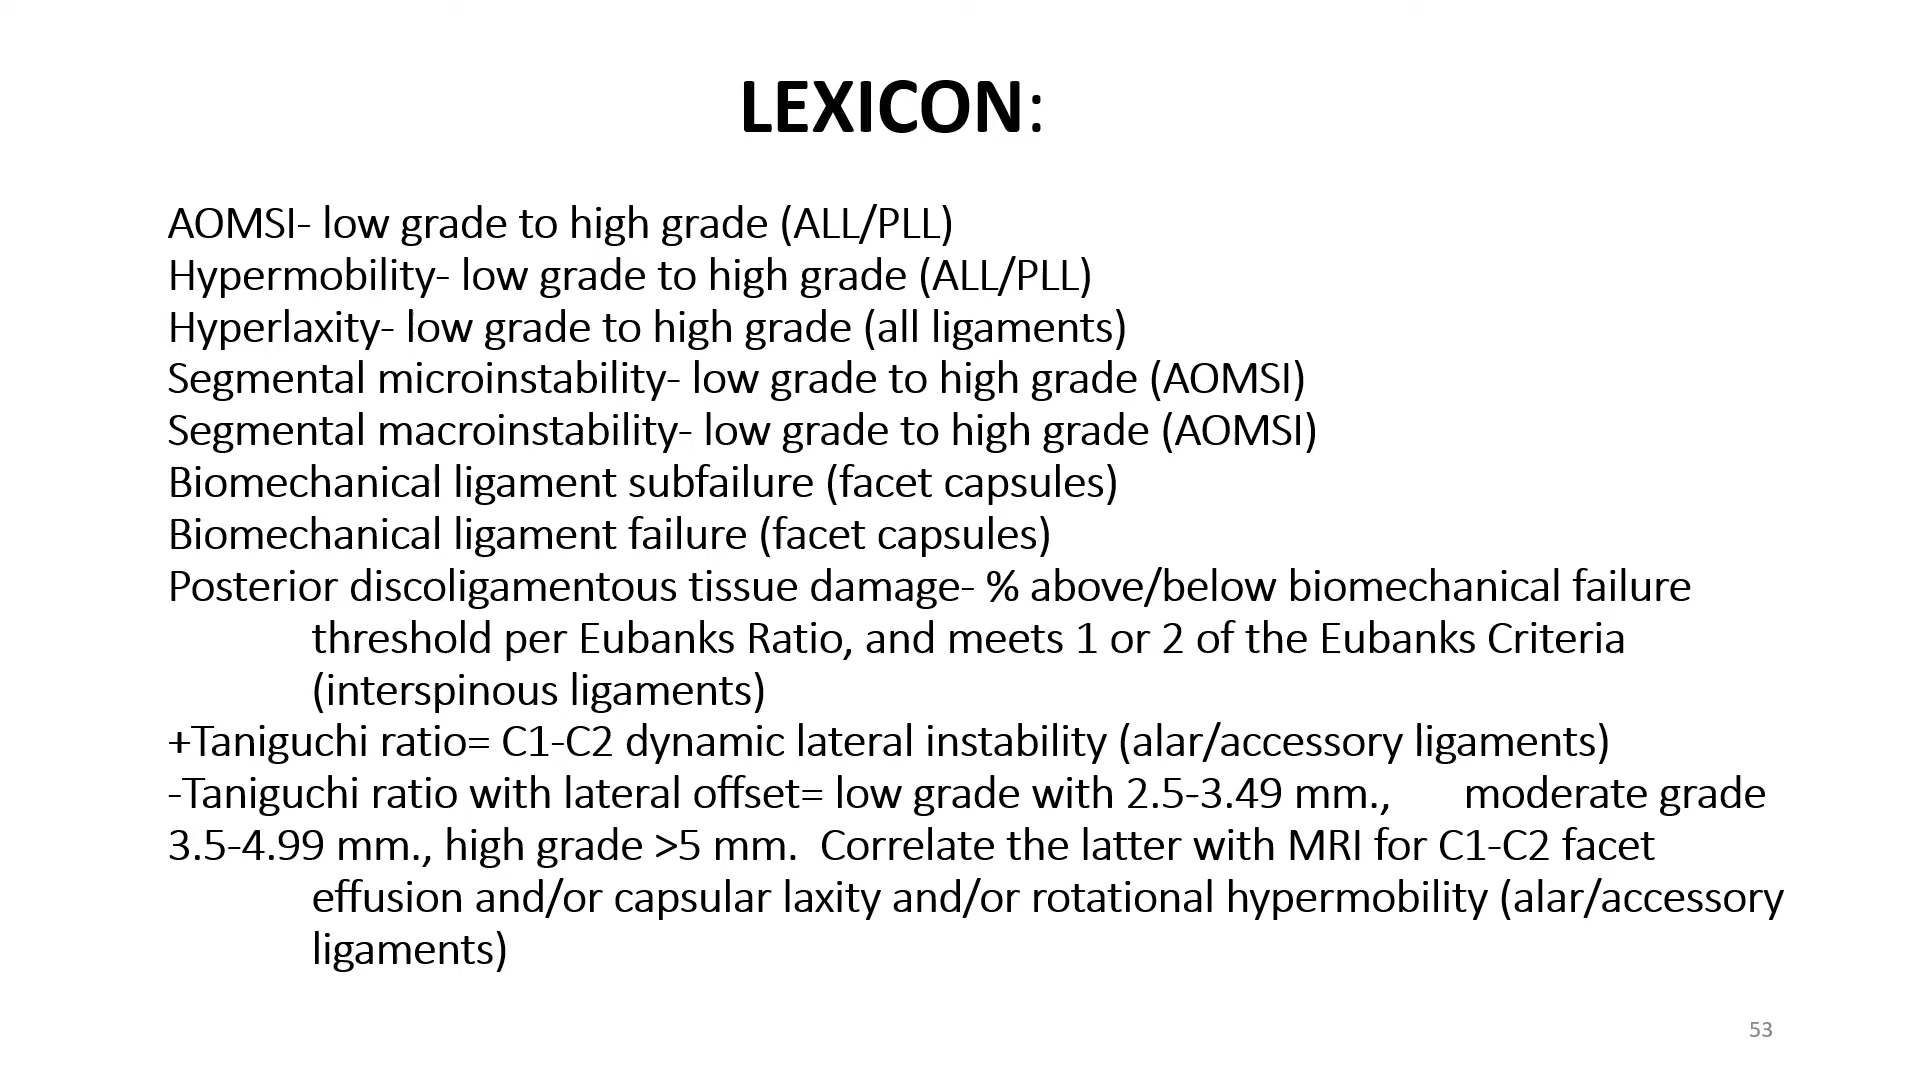 LEXICON:
AOMSI- low grade to high grade (ALL/PLL)
Hypermobility- low grade to high grade (ALL/PLL)
Hyperlaxity- low grade to high grade (all ligaments)
Segmental microinstability- low grade to high grade (AOMSI)
Segmental macroinstability- low grade to high grade (AOMSI)
Biomechanical ligament subfailure (facet capsules)
Biomechanical ligament failure (facet capsules)
Posterior discoligamentous tissue damage- % above/below biomechanical failure
threshold per Eubanks Ratio, and meets 1 or 2 of the Eubanks Criteria
(interspinous ligaments)
+Taniguchi ratio= C1-C2 dynamic lateral instability (alar/accessory ligaments)
-Taniguchi ratio with lateral offset= low grade with 2.5-3.49 mm., moderate grade
3.5-4.99 mm., high grade >5 mm. Correlate the latter with MRI for C1-C2 facet
effusion and/or capsular laxity and/or rotational hypermobility (alar/accessory
ligaments)
53